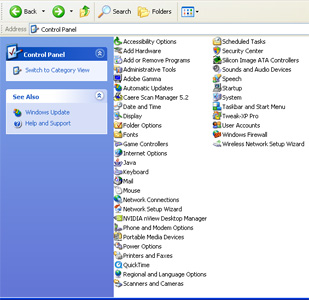 Back
Search
Folders
Address
Control Panel
Control Panel
Switch to Category View
See Also
Windows Update
Help and Support
Accessibility Options
Add Hardware
Add or Remove Programs
Administrative Tools
Adobe Gamma
Automatic Updates
Caere Scan Manager 5.2
Date and Time
Display
Folder Options
Fonts
Game Controllers
Internet Options
Java
Keyboard
Mail
Mouse
Network Connections
Network Setup Wizard
NVIDIA nView Desktop Manager
Phone and Modem Options
Portable Media Devices
Power Options
Printers and Faxes
QuickTime
Regional and Language Options
Scanners and Cameras
Scheduled Tasks
Security Center
Silicon Image ATA Controllers
Sounds and Audio Devices
Speech
Startup
System
Taskbar and Start Menu
Tweak-XP Pro
User Accounts
Windows Firewall
Wireless Network Setup Wizard